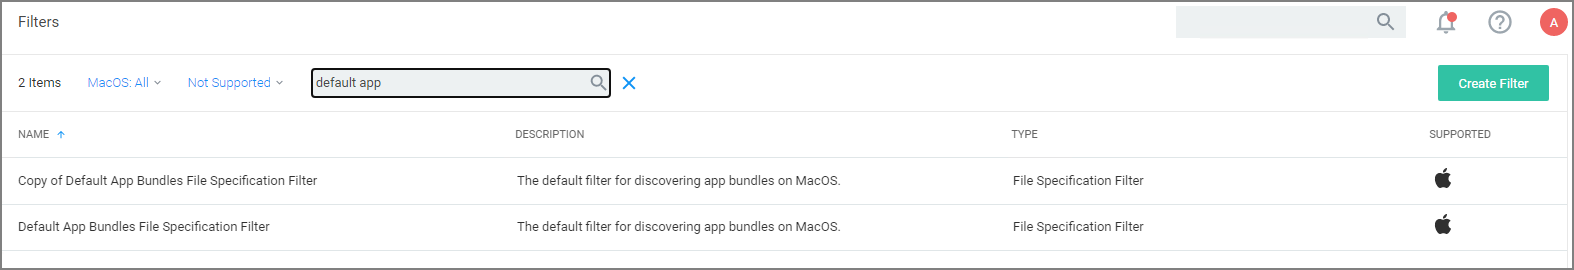 Filters
A
2 Items MacOS: All Not Supported default app Create Filter
NAME DESCRIPTION TYPE SUPPORTED
Copy of Default App Bundles File Specification Filter The default filter for discovering app bundles on MacOS. File Specification Filter
Default App Bundles File Specification Filter The default filter for discovering app bundles on MacOS. File Specification Filter